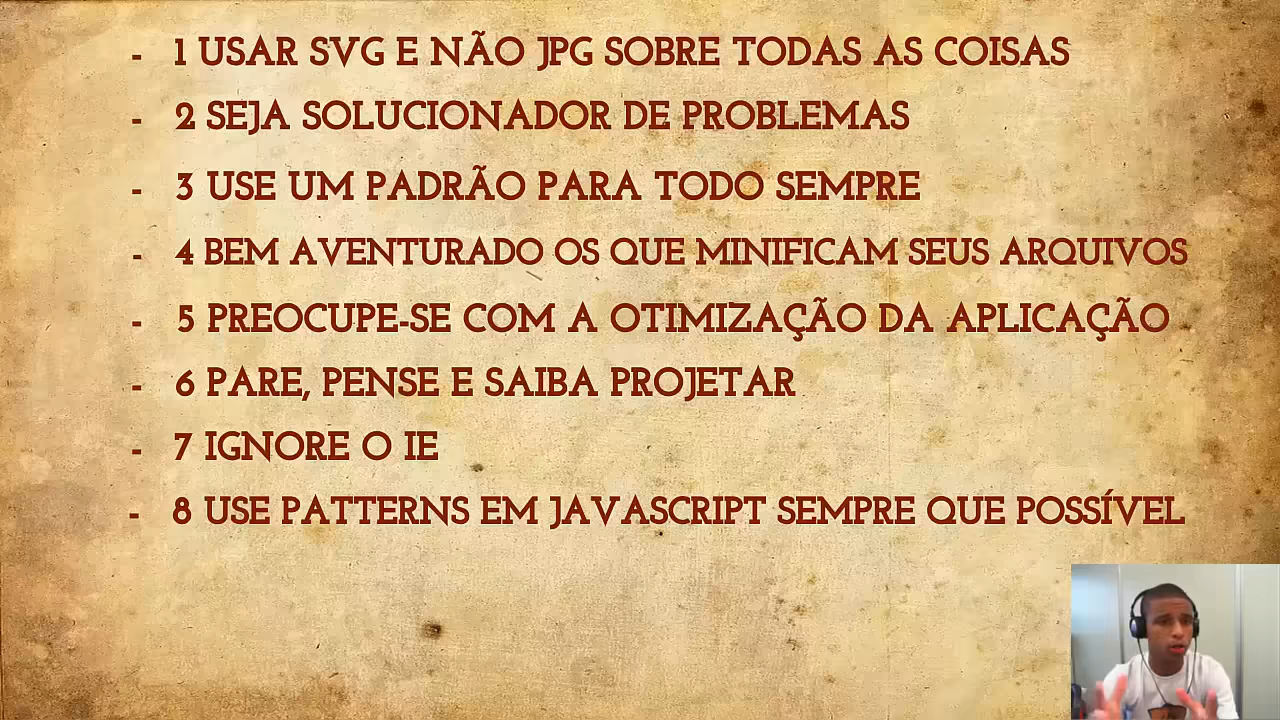 - 1 USAR SVG E NÃO JPG SOBRE TODAS AS COISAS
- 2 SEJA SOLUCIONADOR DE PROBLEMAS
- 3 USE UM PADRÃO PARA TODO SEMPRE
- 4 BEM AVENTURADO OS QUE MINIFICAM SEUS ARQUIVOS
- 5 PREOCUPE-SE COM A OTIMIZAÇÃO DA APLICAÇÃO
- 6 PARE, PENSE E SAIBA PROJETAR
- 7 IGNORE O IE
- 8 USE PATTERNS EM JAVASCRIPT SEMPRE QUE POSSÍVEL